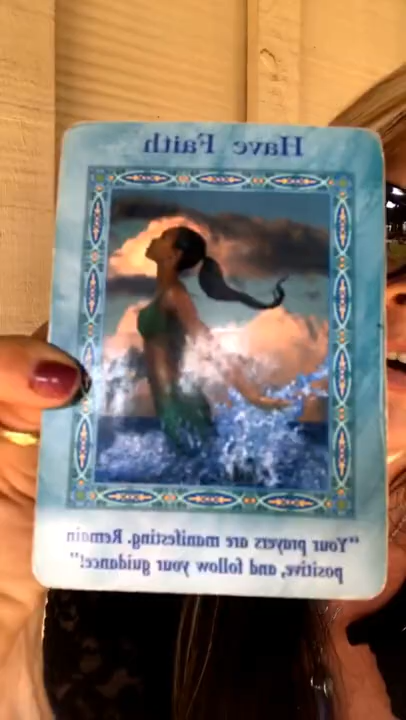 Have Faith
"Your prayers are manifesting. Remain
positive, and follow your guidance!"